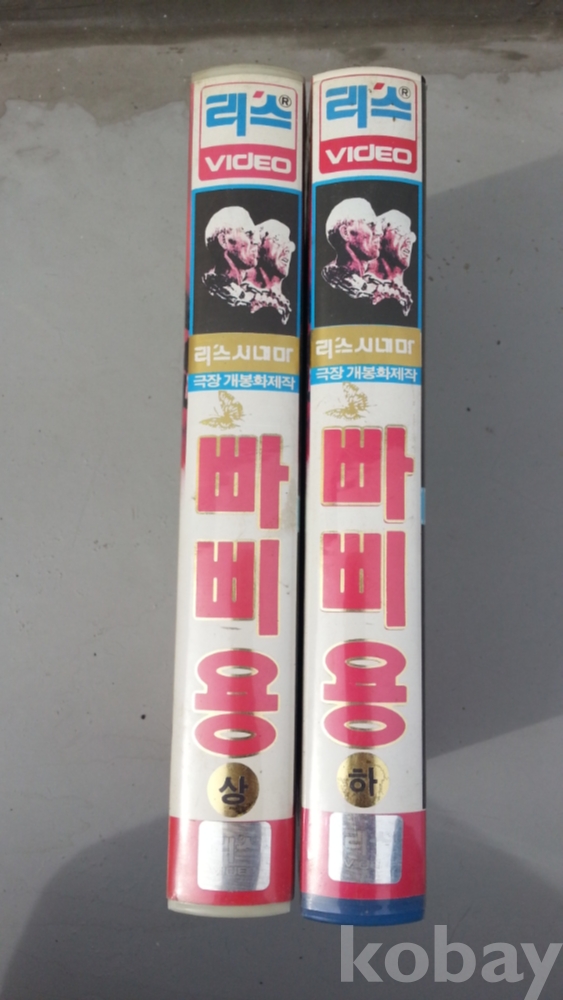 리스®
VIDEO
리스시네마
극장 개봉화제작
빠삐용
상
리스®
VIDEO
리스시네마
극장 개봉화제작
빠삐용
하
kobay